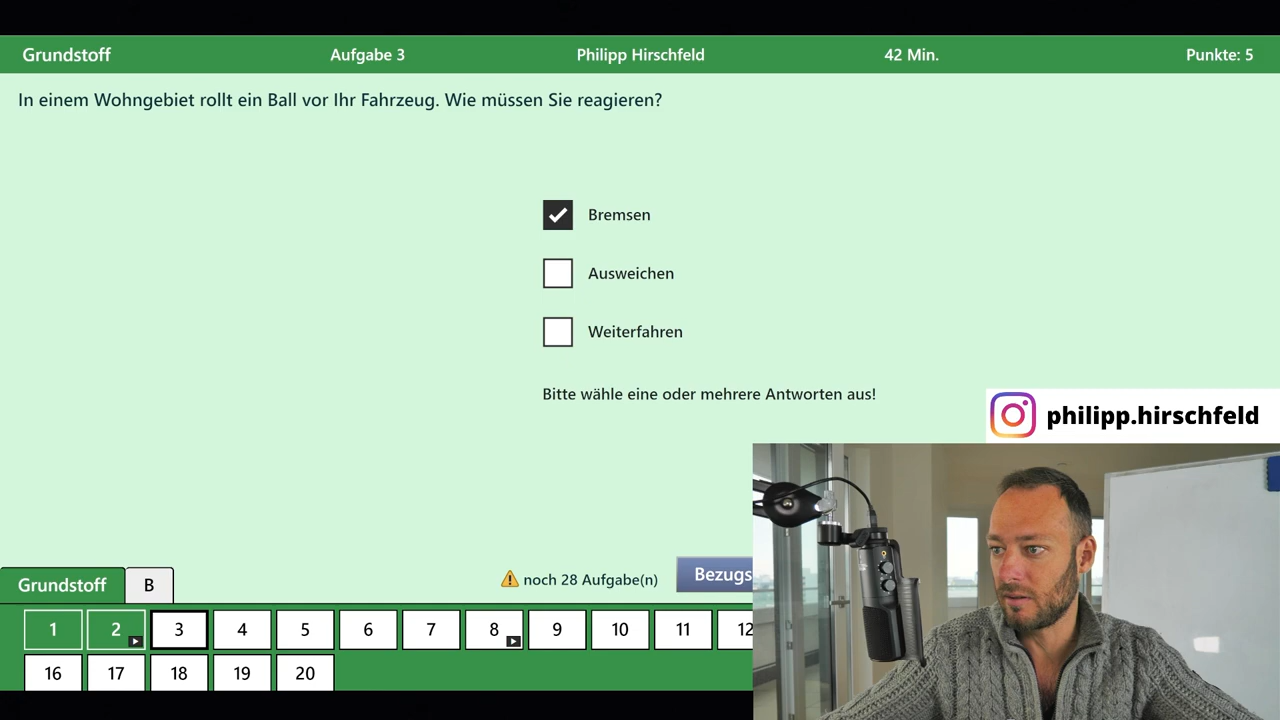 Grundstoff Aufgabe 3 Philipp Hirschfeld 42 Min. Punkte: 5
In einem Wohngebiet rollt ein Ball vor Ihr Fahrzeug. Wie müssen Sie reagieren?
Bremsen
Ausweichen
Weiterfahren
Bitte wähle eine oder mehrere Antworten aus!
philipp.hirschfeld
Grundstoff B noch 28 Aufgabe(n) Bezugs
1 2 3 4 5 6 7 8 9 10 11 12
16 17 18 19 20